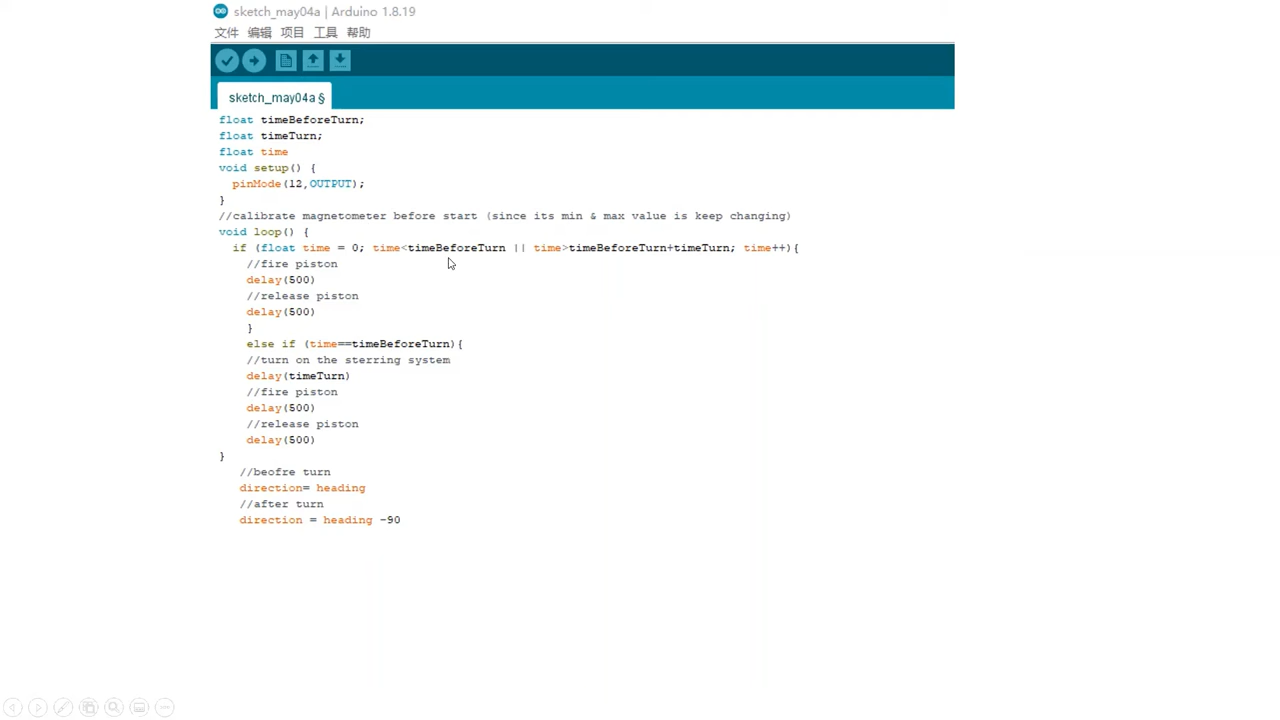 sketch_may04a | Arduino 1.8.19
文件 编辑 项目 工具 帮助
sketch_may04a §
float timeBeforeTurn;
float timeTurn;
float time
void setup() {
  pinMode(12,OUTPUT);
}
//calibrate magnetometer before start (since its min & max value is keep changing)
void loop() {
  if (float time = 0; time<timeBeforeTurn || time>timeBeforeTurn+timeTurn; time++){
    //fire piston
    delay(500)
    //release piston
    delay(500)
    }
    else if (time==timeBeforeTurn){
    //turn on the sterring system
    delay(timeTurn)
    //fire piston
    delay(500)
    //release piston
    delay(500)
}
   //beofre turn
   direction= heading
   //after turn
   direction = heading -90